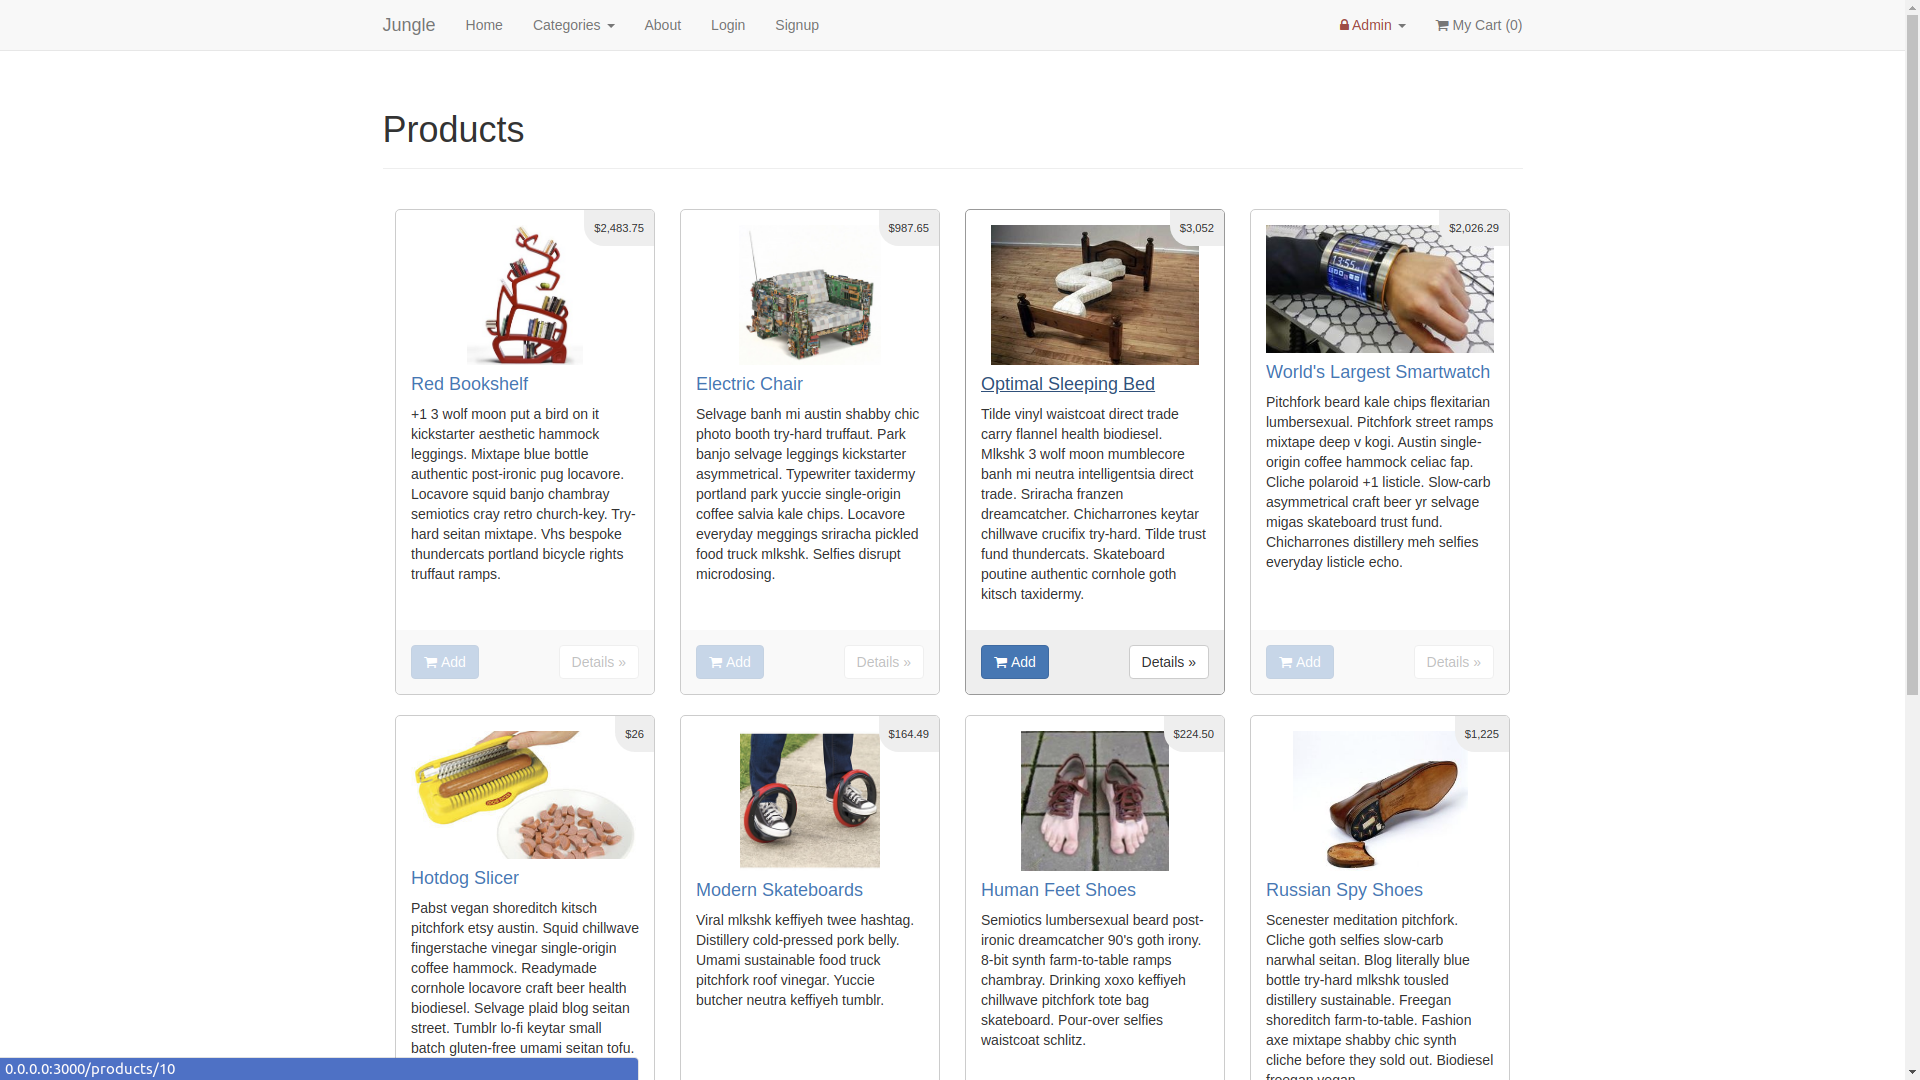 Jungle Home Categories About Login Signup Admin My Cart (0)
Products
$2,483.75
Red Bookshelf
+1 3 wolf moon put a bird on it
kickstarter aesthetic hammock
leggings. Mixtape blue bottle
authentic post-ironic pug locavore.
Locavore squid banjo chambray
semiotics cray retro church-key. Try-
hard seitan mixtape. Vhs bespoke
thundercats portland bicycle rights
truffaut ramps.
Add Details »
$987.65
Electric Chair
Selvage banh mi austin shabby chic
photo booth try-hard truffaut. Park
banjo selvage leggings kickstarter
asymmetrical. Typewriter taxidermy
portland park yuccie single-origin
coffee salvia kale chips. Locavore
everyday meggings sriracha pickled
food truck mlkshk. Selfies disrupt
microdosing.
Add Details »
$3,052
Optimal Sleeping Bed
Tilde vinyl waistcoat direct trade
carry flannel health biodiesel.
Mlkshk 3 wolf moon mumblecore
banh mi neutra intelligentsia direct
trade. Sriracha franzen
dreamcatcher. Chicharrones keytar
chillwave crucifix try-hard. Tilde trust
fund thundercats. Skateboard
poutine authentic cornhole goth
kitsch taxidermy.
Add Details »
$2,026.29
13:55
World's Largest Smartwatch
Pitchfork beard kale chips flexitarian
lumbersexual. Pitchfork street ramps
mixtape deep v kogi. Austin single-
origin coffee hammock celiac fap.
Cliche polaroid +1 listicle. Slow-carb
asymmetrical craft beer yr selvage
migas skateboard trust fund.
Chicharrones distillery meh selfies
everyday listicle echo.
Add Details »
$26
Hotdog Slicer
Pabst vegan shoreditch kitsch
pitchfork etsy austin. Squid chillwave
fingerstache vinegar single-origin
coffee hammock. Readymade
cornhole locavore craft beer health
biodiesel. Selvage plaid blog seitan
street. Tumblr lo-fi keytar small
batch gluten-free umami seitan tofu.
$164.49
Modern Skateboards
Viral mlkshk keffiyeh twee hashtag.
Distillery cold-pressed pork belly.
Umami sustainable food truck
pitchfork roof vinegar. Yuccie
butcher neutra keffiyeh tumblr.
$224.50
Human Feet Shoes
Semiotics lumbersexual beard post-
ironic dreamcatcher 90's goth irony.
8-bit synth farm-to-table ramps
chambray. Drinking xoxo keffiyeh
chillwave pitchfork tote bag
skateboard. Pour-over selfies
waistcoat schlitz.
$1,225
Russian Spy Shoes
Scenester meditation pitchfork.
Cliche goth selfies slow-carb
narwhal seitan. Blog literally blue
bottle try-hard mlkshk tousled
distillery sustainable. Freegan
shoreditch farm-to-table. Fashion
axe mixtape shabby chic synth
cliche before they sold out. Biodiesel
freegan vegan
0.0.0.0:3000/products/10